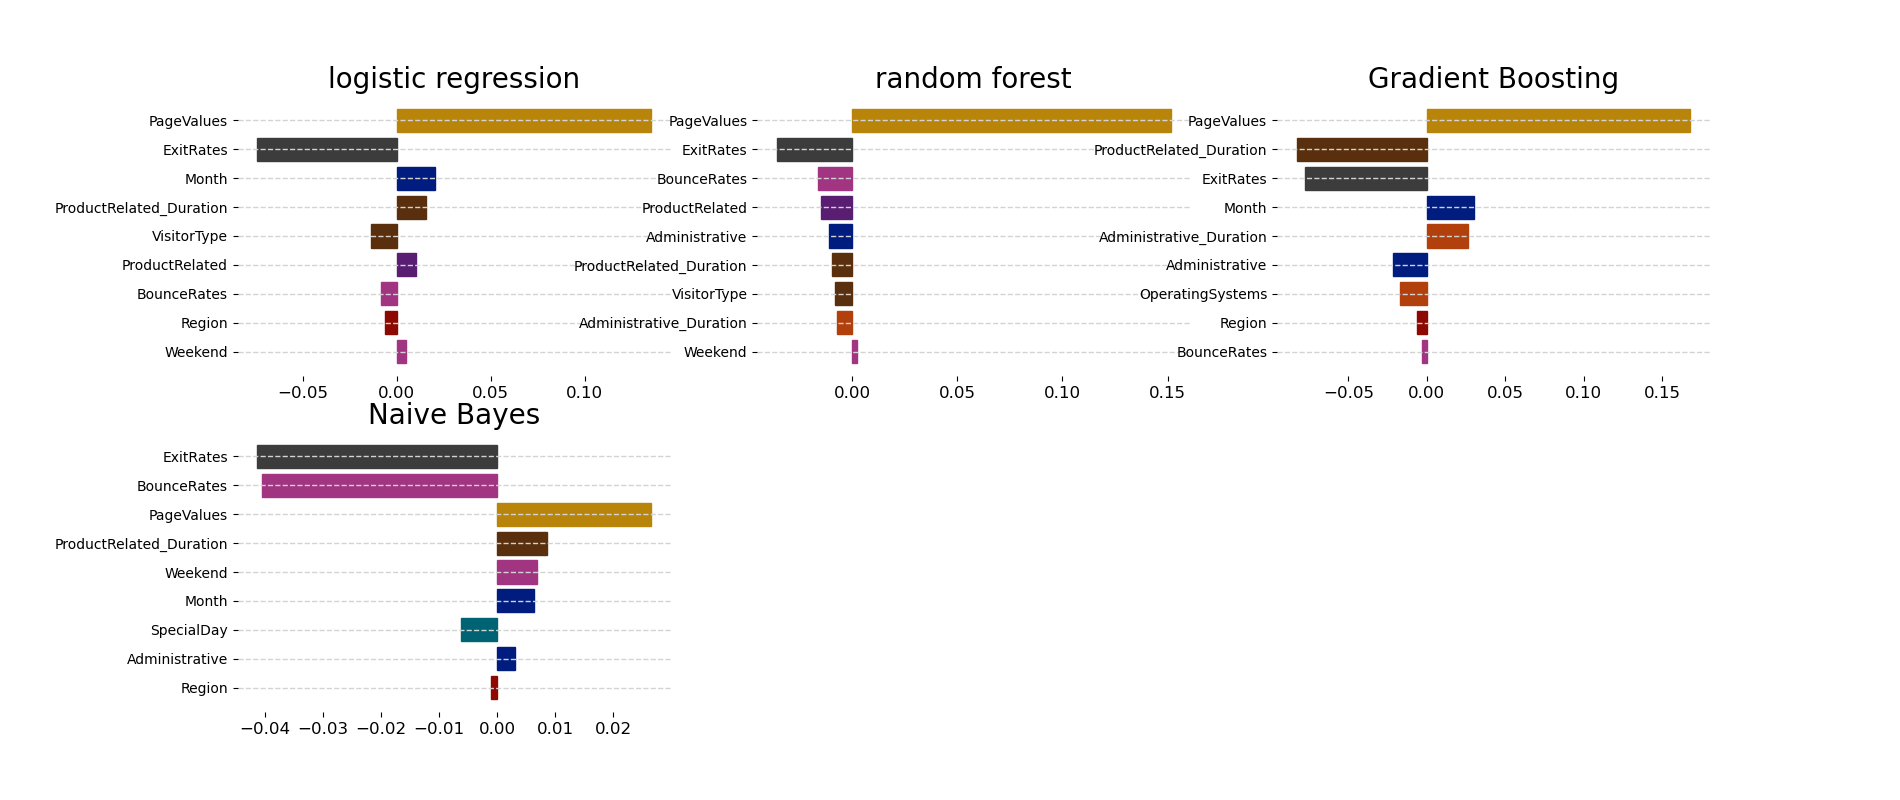 logistic regression
PageValues
ExitRates
Month
ProductRelated_Duration
VisitorType
ProductRelated
BounceRates
Region
Weekend
−0.05 0.00 0.05 0.10
random forest
PageValues
ExitRates
BounceRates
ProductRelated
Administrative
ProductRelated_Duration
VisitorType
Administrative_Duration
Weekend
0.00 0.05 0.10 0.15
Gradient Boosting
PageValues
ProductRelated_Duration
ExitRates
Month
Administrative_Duration
Administrative
OperatingSystems
Region
BounceRates
−0.05 0.00 0.05 0.10 0.15
Naive Bayes
ExitRates
BounceRates
PageValues
ProductRelated_Duration
Weekend
Month
SpecialDay
Administrative
Region
−0.04 −0.03 −0.02 −0.01 0.00 0.01 0.02